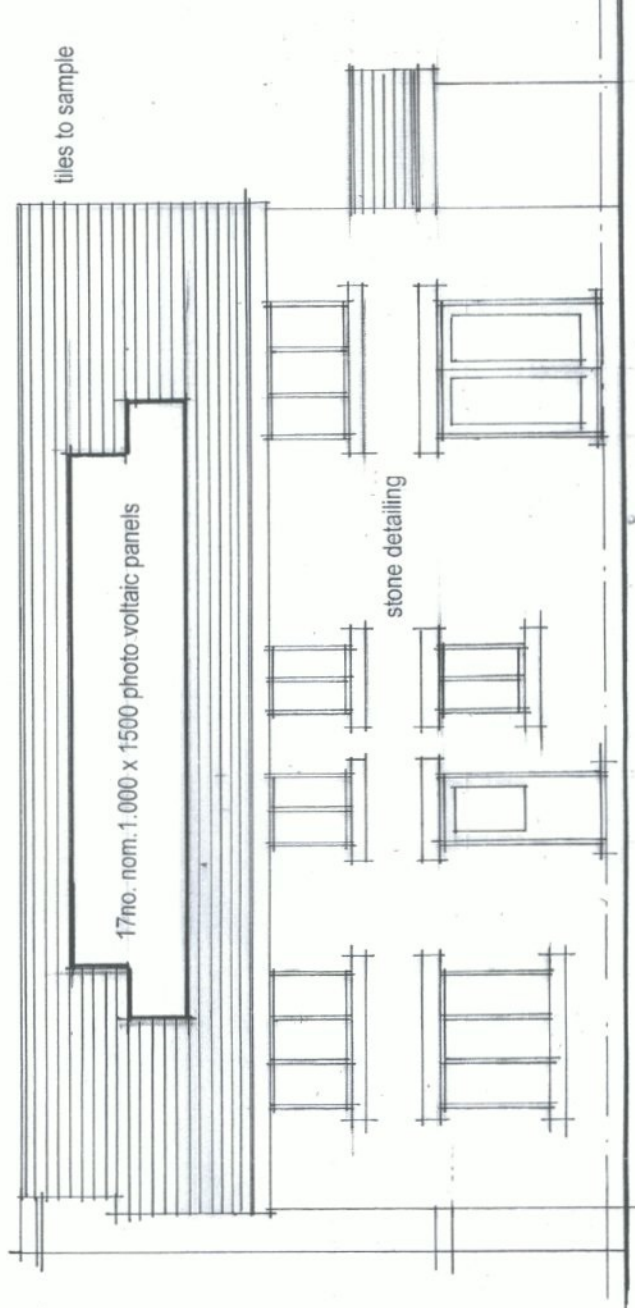 tiles to sample
17no. nom.1.000 x 1500 photo voltaic panels
stone detailing